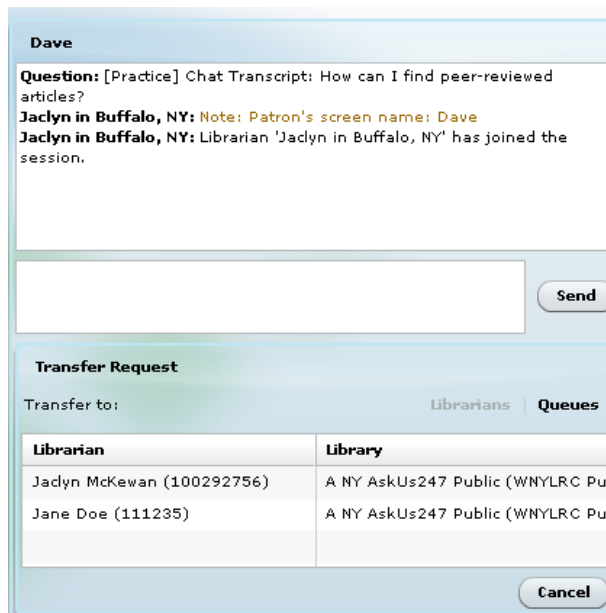 Dave
Question: [Practice] Chat Transcript: How can I find peer-reviewed
articles?
Jaclyn in Buffalo, NY: Note: Patron's screen name: Dave
Jaclyn in Buffalo, NY: Librarian 'Jaclyn in Buffalo, NY' has joined the
session.
Send
Transfer Request
Transfer to: Librarians | Queues
Librarian Library
Jaclyn McKewan (100292756) A NY AskUs247 Public (WNYLRC Pu
Jane Doe (111235) A NY AskUs247 Public (WNYLRC Pu
Cancel